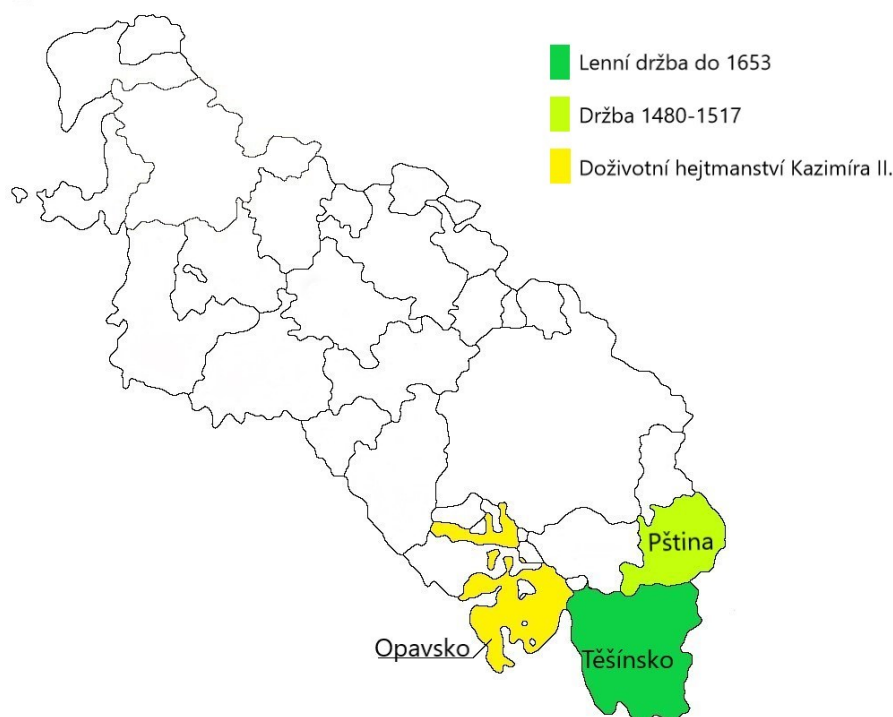 Lenní držba do 1653
Držba 1480-1517
Doživotní hejtmanství Kazimíra II.
Pština
Opavsko
Těšínsko